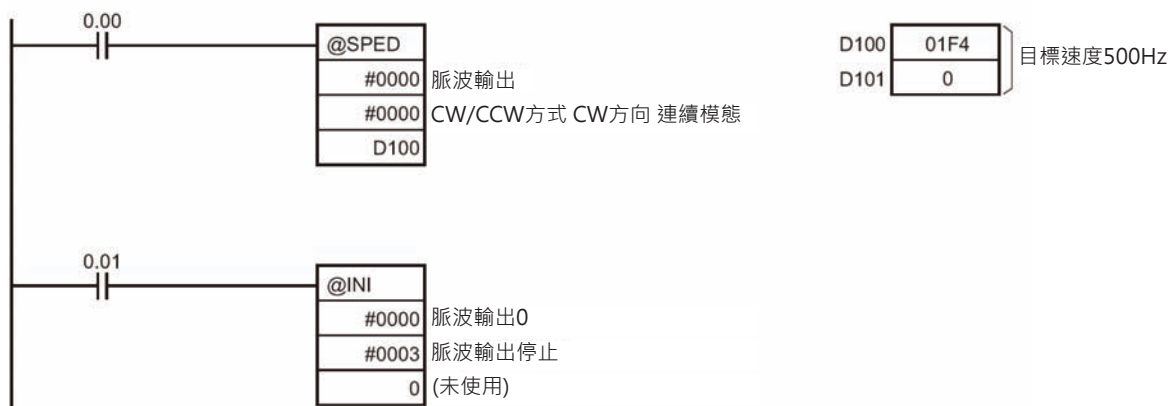 0.00
@SPED
#0000 脈波輸出
#0000 CW/CCW方式 CW方向 連續模態
D100
D100 01F4
D101 0
目標速度500Hz
0.01
@INI
#0000 脈波輸出0
#0003 脈波輸出停止
0 (未使用)